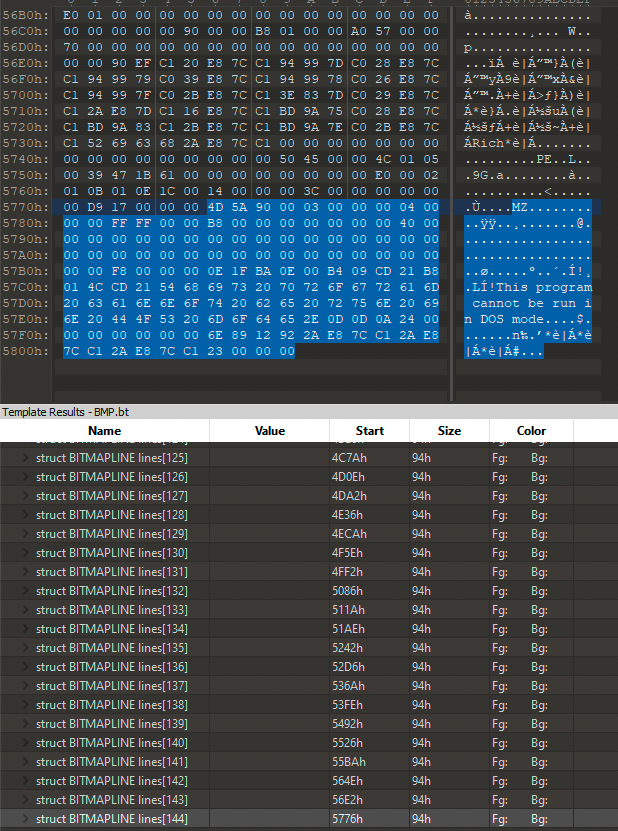 56B0h: E0 01 00 00 00 00 00 00 00 00 00 00 00 00 00 00 à...............
56C0h: 00 00 00 00 00 90 00 00 B8 01 00 00 A0 57 00 00 ........¸... W..
56D0h: 70 00 00 00 00 00 00 00 00 00 00 00 00 00 00 00 p...............
56E0h: 00 00 90 EF C1 20 E8 7C C1 94 99 7D C0 28 E8 7C ...ïÁ è|Á”™}À(è|
56F0h: C1 94 99 79 C0 39 E8 7C C1 94 99 78 C0 26 E8 7C Á”™yÀ9è|Á”™xÀ&è|
5700h: C1 94 99 7F C0 2B E8 7C C1 3E 83 7D C0 29 E8 7C Á”™.À+è|Á>ƒ}À)è|
5710h: C1 2A E8 7D C1 16 E8 7C C1 BD 9A 75 C0 28 E8 7C Á*è}Á.è|Á½šuÀ(è|
5720h: C1 BD 9A 83 C1 2B E8 7C C1 BD 9A 7E C0 2B E8 7C Á½šƒÁ+è|Á½š~À+è|
5730h: C1 52 69 63 68 2A E8 7C C1 00 00 00 00 00 00 00 ÁRich*è|Á.......
5740h: 00 00 00 00 00 00 00 00 00 50 45 00 00 4C 01 05 .........PE..L..
5750h: 00 39 47 1B 61 00 00 00 00 00 00 00 00 E0 00 02 .9G.a........à..
5760h: 01 0B 01 0E 1C 00 14 00 00 00 3C 00 00 00 00 00 ..........<.....
5770h: 00 D9 17 00 00 00 4D 5A 90 00 03 00 00 00 04 00 .Ù....MZ........
5780h: 00 00 FF FF 00 00 B8 00 00 00 00 00 00 00 40 00 ..ÿÿ..¸.......@.
5790h: 00 00 00 00 00 00 00 00 00 00 00 00 00 00 00 00 ................
57A0h: 00 00 00 00 00 00 00 00 00 00 00 00 00 00 00 00 ................
57B0h: 00 00 F8 00 00 00 0E 1F BA 0E 00 B4 09 CD 21 B8 ..ø.....º..´.Í!¸
57C0h: 01 4C CD 21 54 68 69 73 20 70 72 6F 67 72 61 6D .LÍ!This program
57D0h: 20 63 61 6E 6E 6F 74 20 62 65 20 72 75 6E 20 69 cannot be run i
57E0h: 6E 20 44 4F 53 20 6D 6F 64 65 2E 0D 0D 0A 24 00 n DOS mode....$.
57F0h: 00 00 00 00 00 00 6E 89 12 92 2A E8 7C C1 2A E8 ......n‰.’*è|Á*è
5800h: 7C C1 2A E8 7C C1 23 00 00 00 |Á*è|Á#...
Template Results - BMP.bt
Name Value Start Size Color
struct BITMAPLINE lines[125] 4C7Ah 94h Fg: Bg:
struct BITMAPLINE lines[126] 4D0Eh 94h Fg: Bg:
struct BITMAPLINE lines[127] 4DA2h 94h Fg: Bg:
struct BITMAPLINE lines[128] 4E36h 94h Fg: Bg:
struct BITMAPLINE lines[129] 4ECAh 94h Fg: Bg:
struct BITMAPLINE lines[130] 4F5Eh 94h Fg: Bg:
struct BITMAPLINE lines[131] 4FF2h 94h Fg: Bg:
struct BITMAPLINE lines[132] 5086h 94h Fg: Bg:
struct BITMAPLINE lines[133] 511Ah 94h Fg: Bg:
struct BITMAPLINE lines[134] 51AEh 94h Fg: Bg:
struct BITMAPLINE lines[135] 5242h 94h Fg: Bg:
struct BITMAPLINE lines[136] 52D6h 94h Fg: Bg:
struct BITMAPLINE lines[137] 536Ah 94h Fg: Bg:
struct BITMAPLINE lines[138] 53FEh 94h Fg: Bg:
struct BITMAPLINE lines[139] 5492h 94h Fg: Bg:
struct BITMAPLINE lines[140] 5526h 94h Fg: Bg:
struct BITMAPLINE lines[141] 55BAh 94h Fg: Bg:
struct BITMAPLINE lines[142] 564Eh 94h Fg: Bg:
struct BITMAPLINE lines[143] 56E2h 94h Fg: Bg:
struct BITMAPLINE lines[144] 5776h 94h Fg: Bg: